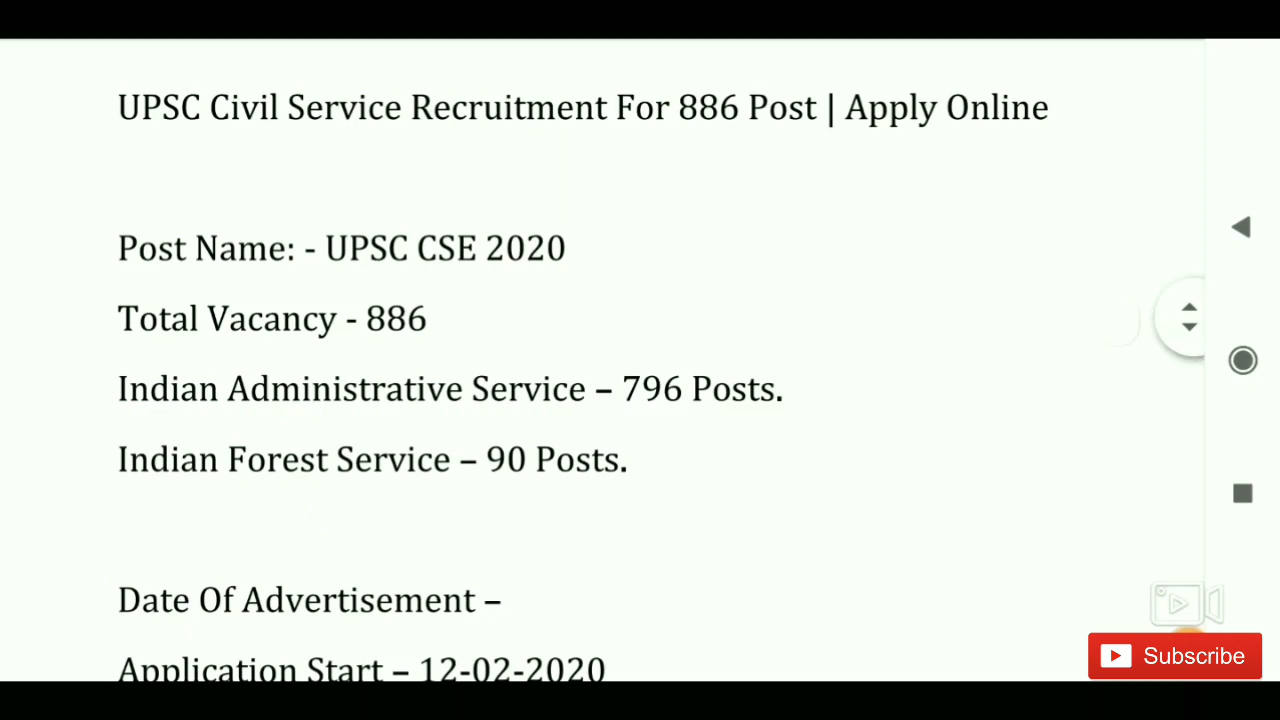 UPSC Civil Service Recruitment For 886 Post | Apply Online
Post Name: - UPSC CSE 2020
Total Vacancy - 886
Indian Administrative Service – 796 Posts.
Indian Forest Service – 90 Posts.
Date Of Advertisement –
Application Start – 12-02-2020
Subscribe